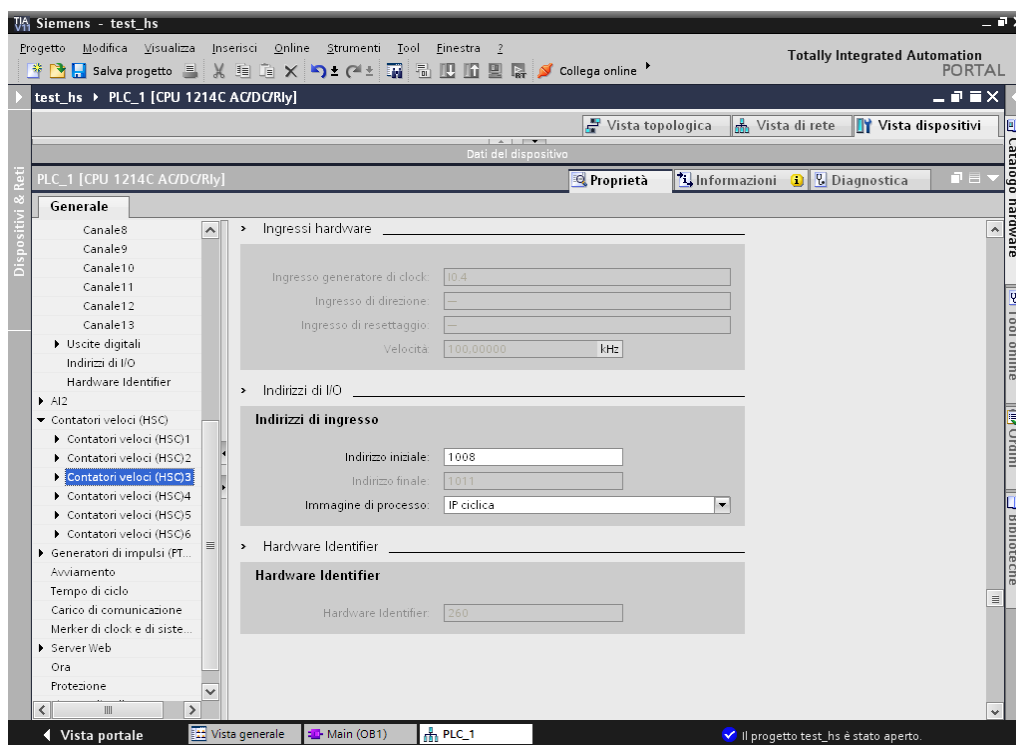 TIA V11 Siemens - test_hs
Progetto Modifica Visualizza Inserisci Online Strumenti Tool Finestra ?
Totally Integrated Automation
PORTAL
Salva progetto
Collega online
test_hs PLC_1 [CPU 1214C AC/DC/Rly]
Vista topologica
Vista di rete
Vista dispositivi
Dati del dispositivo
PLC_1 [CPU 1214C AC/DC/Rly]
Proprietà
Informazioni
Diagnostica
Generale
Dispositivi & Reti
Canale8
Canale9
Canale10
Canale11
Canale12
Canale13
Uscite digitali
Indirizzi di I/O
Hardware Identifier
AI2
Contatori veloci (HSC)
Contatori veloci (HSC)1
Contatori veloci (HSC)2
Contatori veloci (HSC)3
Contatori veloci (HSC)4
Contatori veloci (HSC)5
Contatori veloci (HSC)6
Generatori di impulsi (PT...
Avviamento
Tempo di ciclo
Carico di comunicazione
Merker di clock e di siste...
Server Web
Ora
Protezione
Ingressi hardware
Ingresso generatore di clock: I0.4
Ingresso di direzione: ---
Ingresso di resettaggio: ---
Velocità: 100,00000 kHz
Indirizzi di I/O
Indirizzi di ingresso
Indirizzo iniziale: 1008
Indirizzo finale: 1011
Immagine di processo: IP ciclica
Hardware Identifier
Hardware Identifier
Hardware Identifier: 260
Catalogo hardware
Tool online
Ordini
Biblioteche
Vista portale
Vista generale
Main (OB1)
PLC_1
Il progetto test_hs è stato aperto.